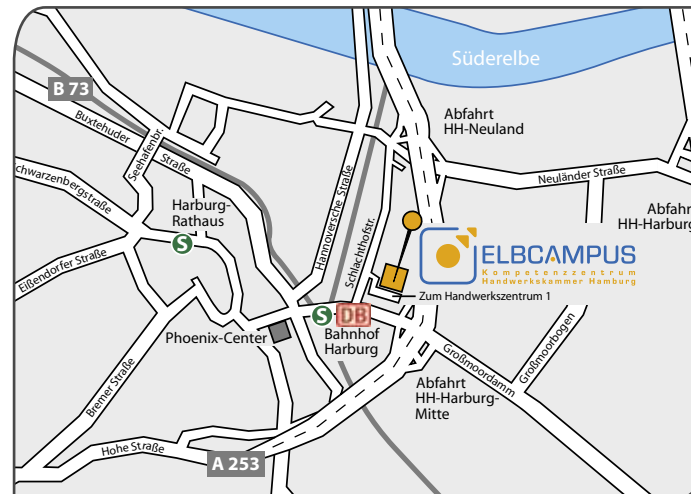 Süderelbe
B 73
Abfahrt
HH-Neuland
Buxtehuder
Straße
Seehafenbr.
Neuländer Straße
chwarzenbergstraße
Harburg-
Rathaus
S
Hannoversche Straße
Schlachthofstr.
Abfahr
HH-Harburg
Eißendorfer Straße
ELBCAMPUS
Kompetenzzentrum
Handwerkskammer Hamburg
Zum Handwerkszentrum 1
S
DB
Phoenix-Center
Bahnhof
Harburg
Großmoorbogen
Großmoordamm
Bremer Straße
Abfahrt
HH-Harburg-
Mitte
Hohe Straße
A 253